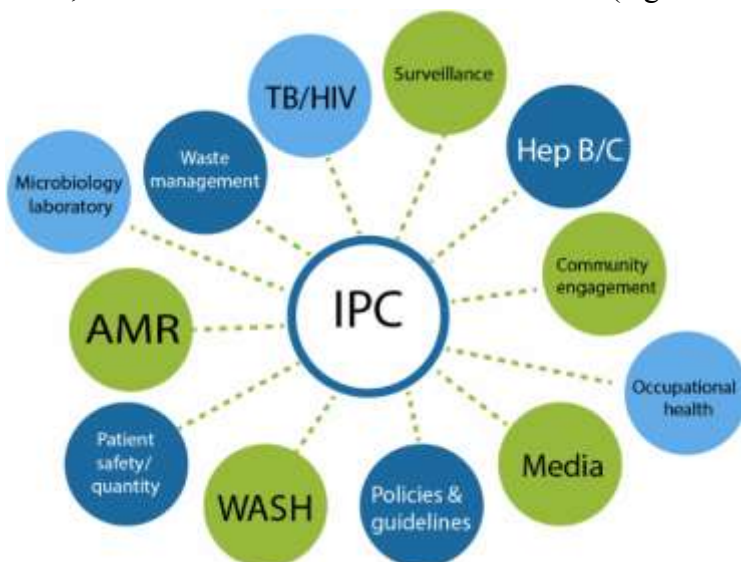 TB/HIV
Surveillance
Waste
management
Hep B/C
Microbiology
laboratory
Community
engagement
IPC
AMR
Occupational
health
Patient
safety/
quantity
Media
WASH
Policies &
guidelines